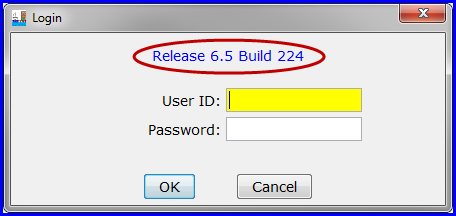 Login
Release 6.5 Build 224
User ID:
Password:
OK Cancel